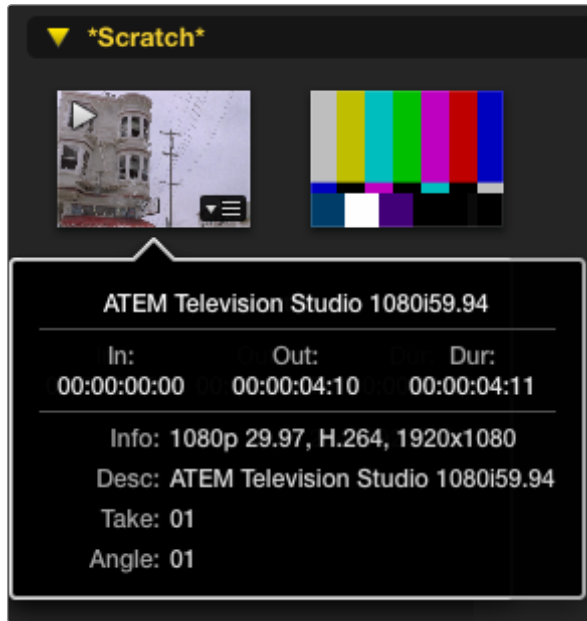 *Scratch*
ATEM Television Studio 1080i59.94
In: Out: Dur:
00:00:00:00 00:00:04:10 00:00:04:11
Info: 1080p 29.97, H.264, 1920x1080
Desc: ATEM Television Studio 1080i59.94
Take: 01
Angle: 01